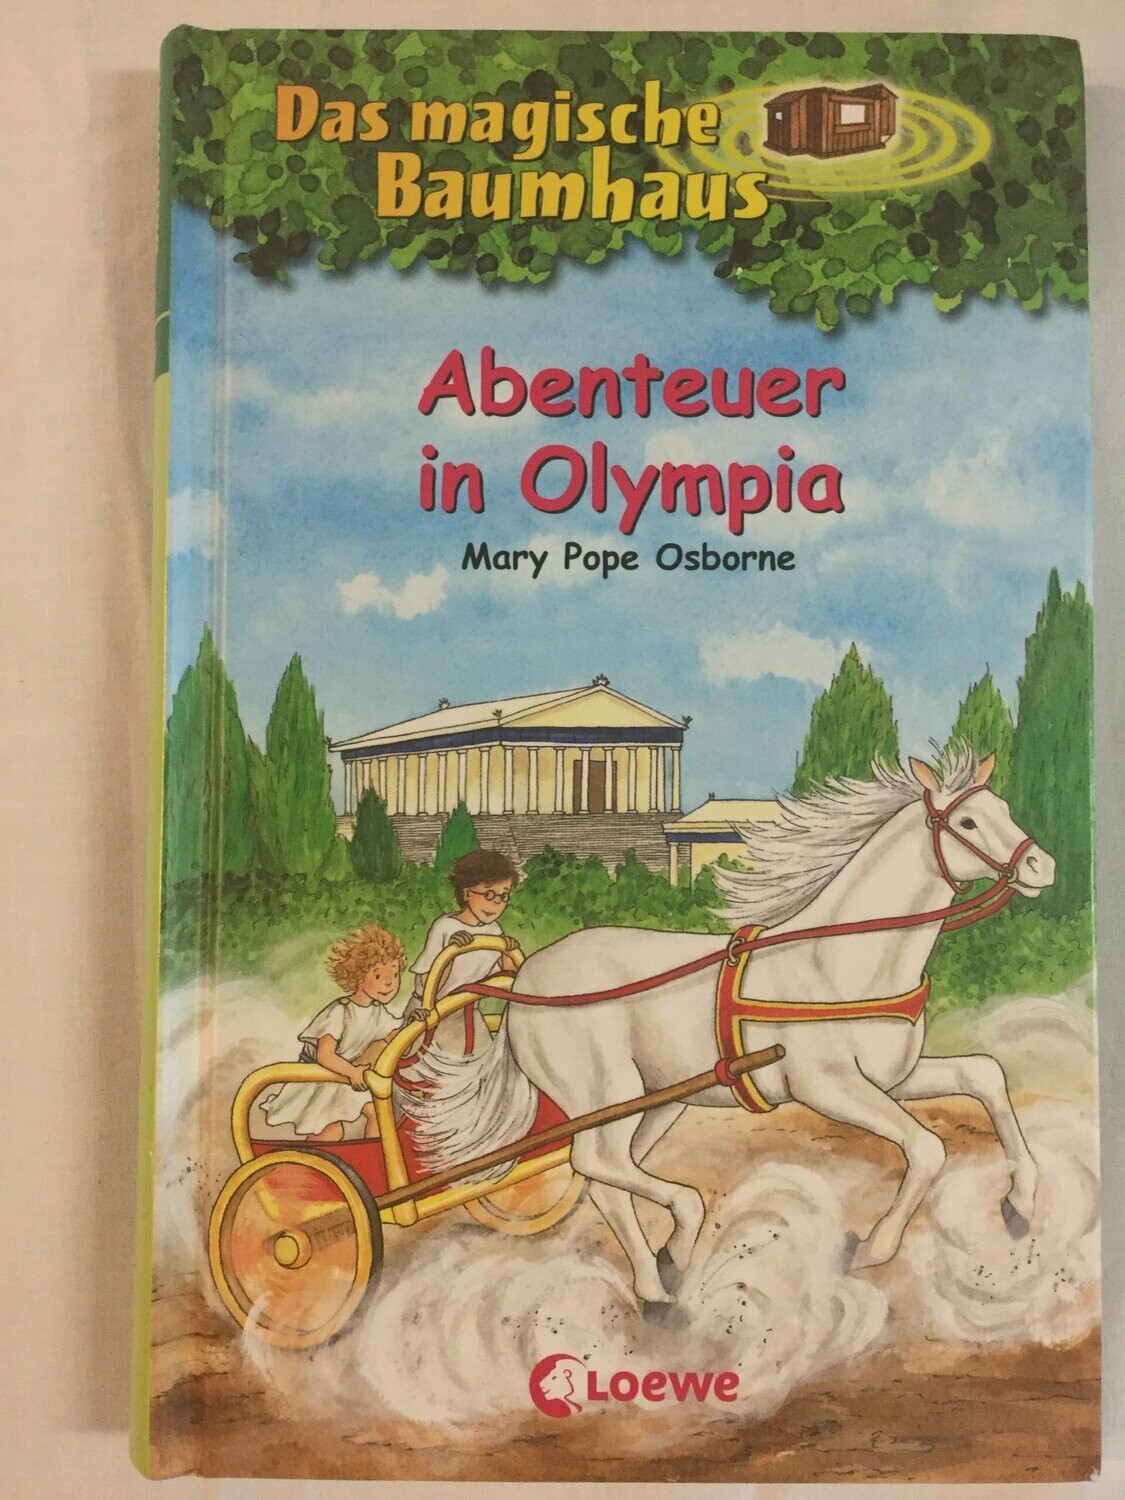 Das magische
Baumhaus
Abenteuer
in Olympia
Mary Pope Osborne
Loewe